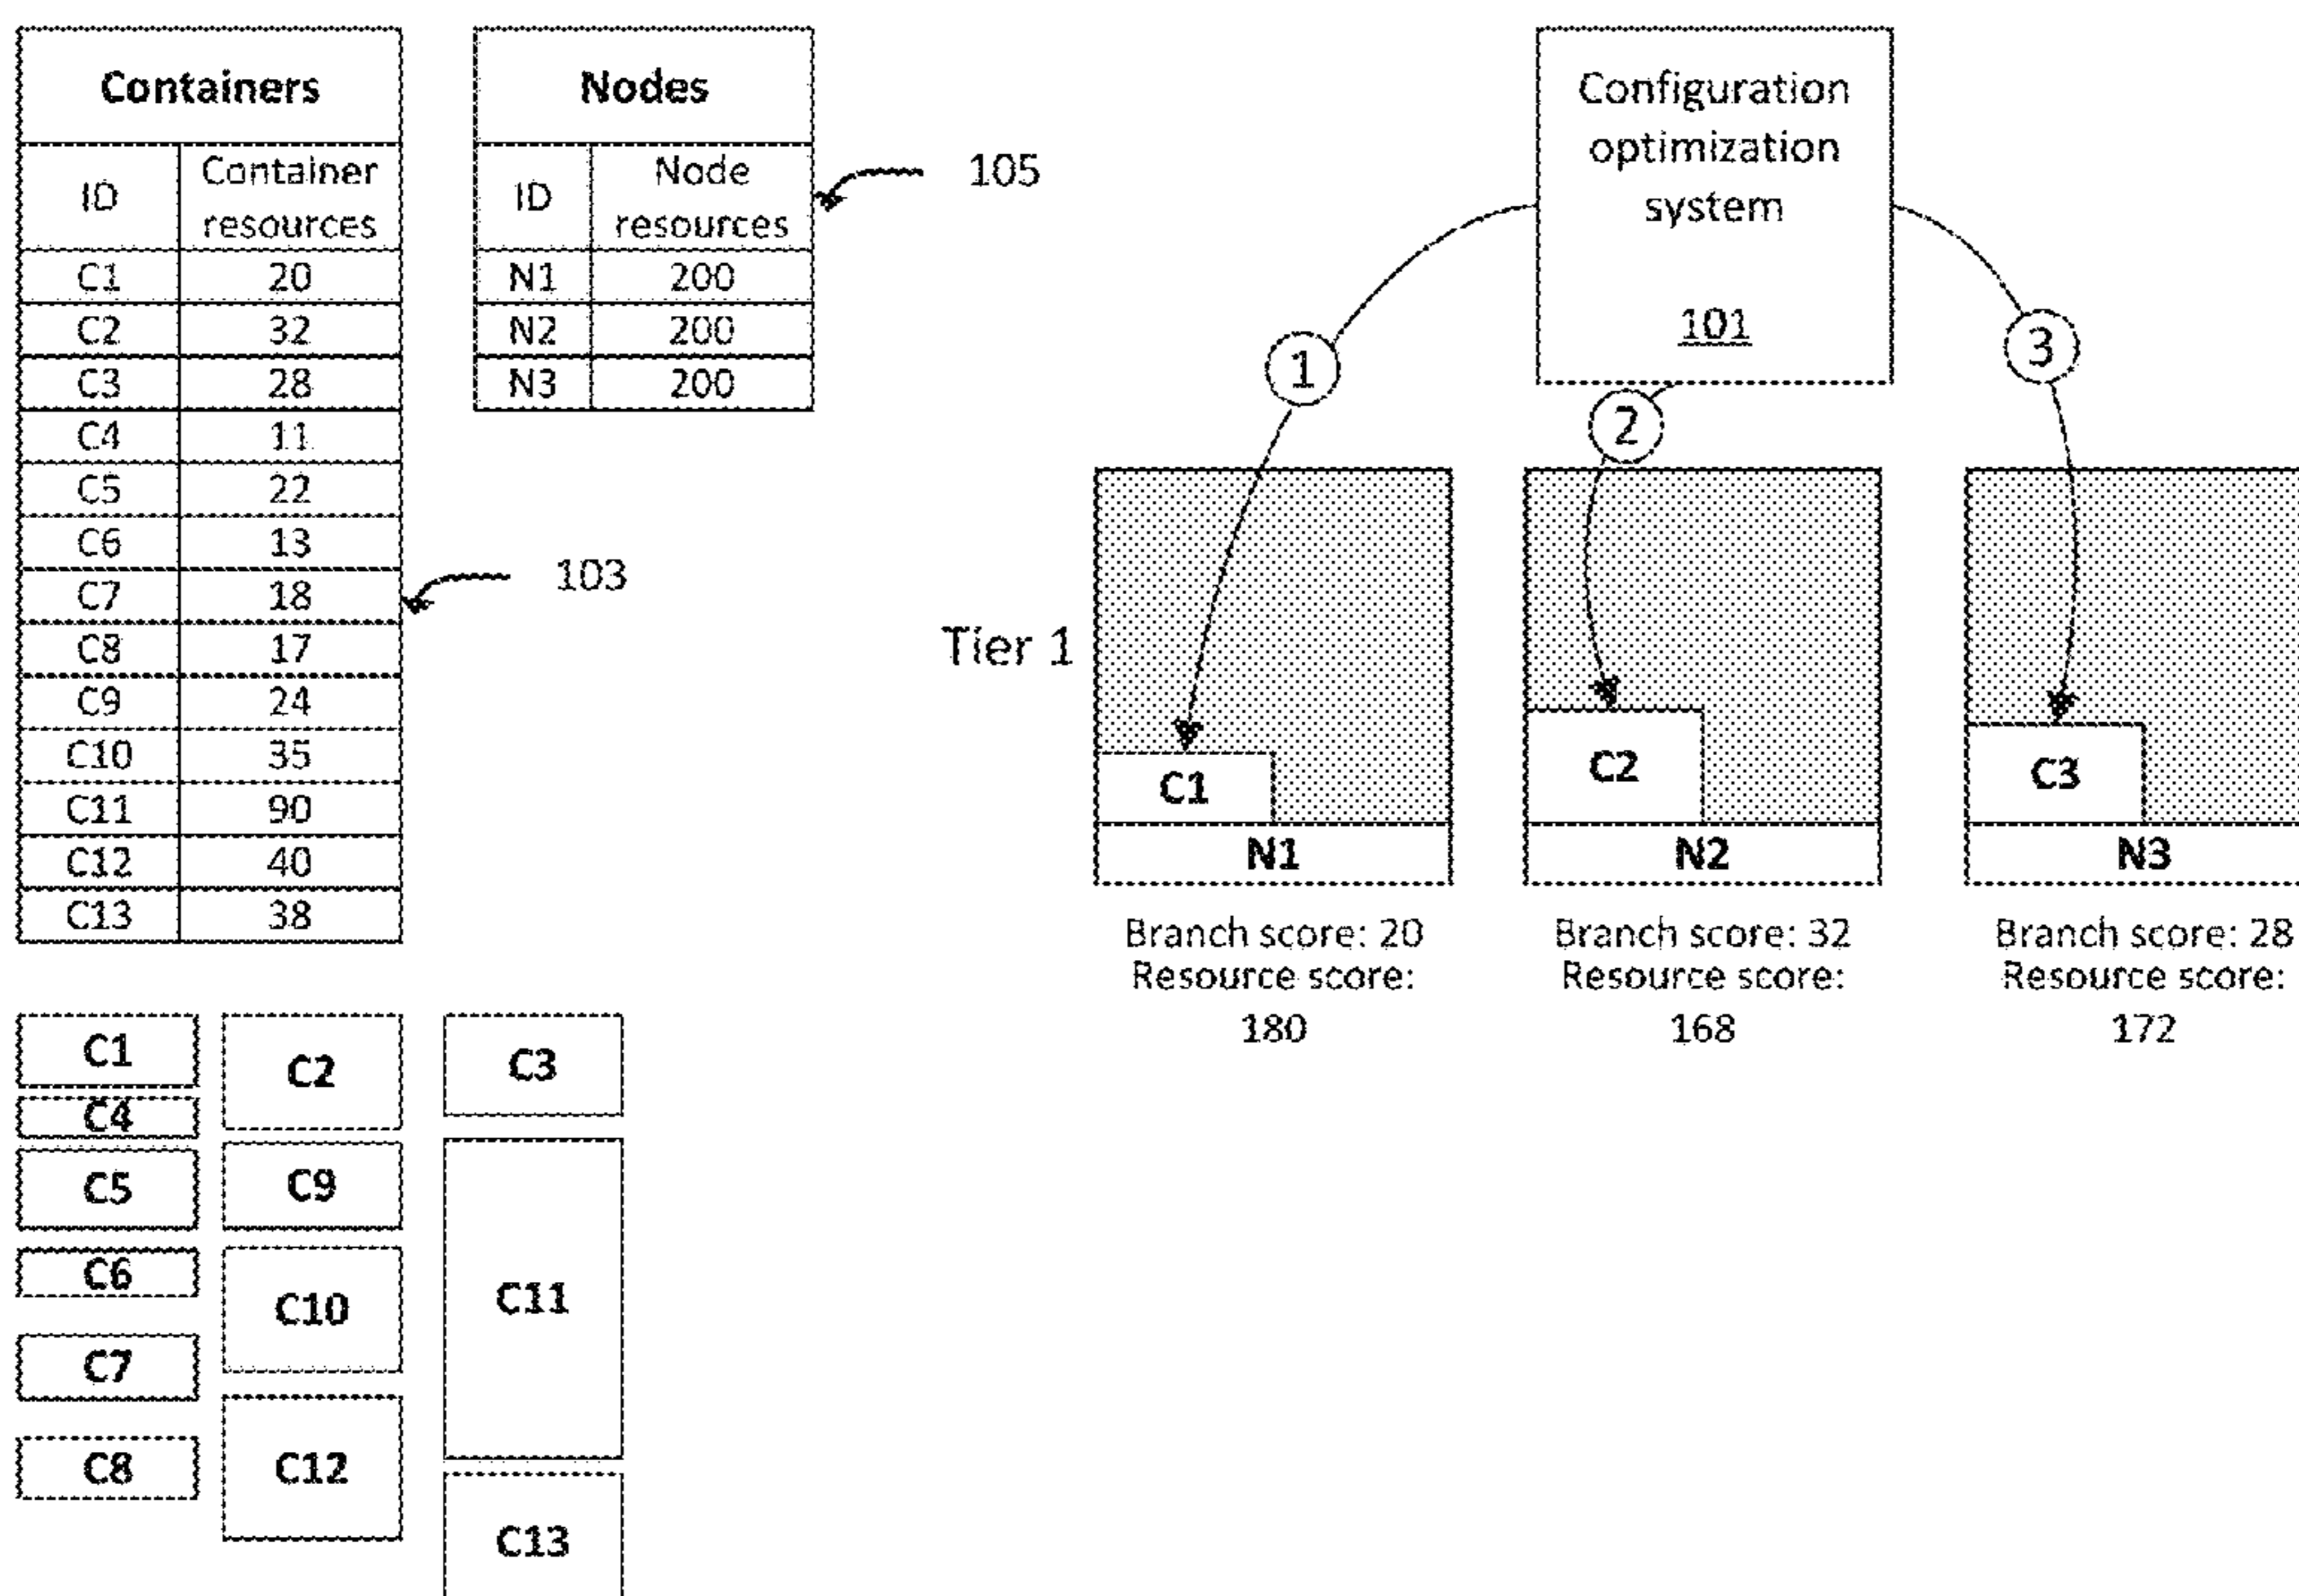 Containers
ID Container resources
C1 20
C2 32
C3 28
C4 11
C5 22
C6 13
C7 18
C8 17
C9 24
C10 35
C11 90
C12 40
C13 38
103
Nodes
ID Node resources
N1 200
N2 200
N3 200
105
Configuration
optimization
system
101
1
2
3
Tier 1
C1
N1
Branch score: 20
Resource score:
180
C2
N2
Branch score: 32
Resource score:
168
C3
N3
Branch score: 28
Resource score:
172
C1
C4
C5
C6
C7
C8
C2
C9
C10
C12
C3
C11
C13